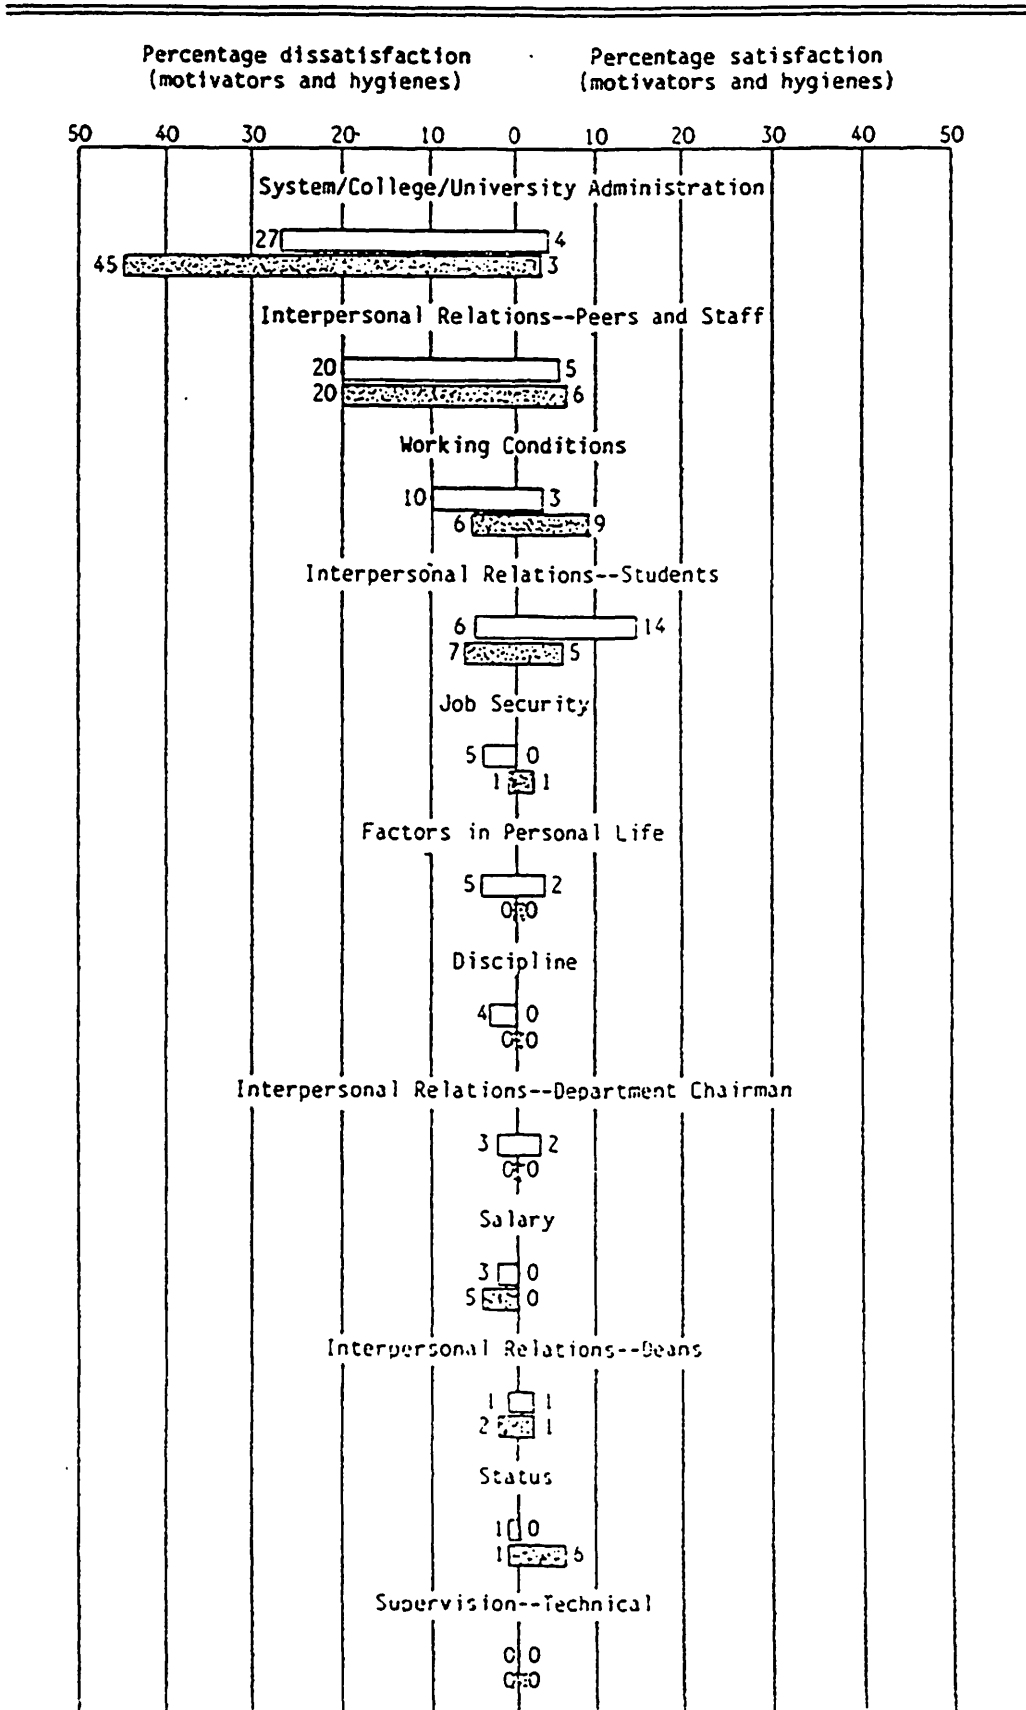 Percentage dissatisfaction Percentage satisfaction
(motivators and hygienes) (motivators and hygienes)
50 40 30 20 10 0 10 20 30 40 50
System/College/University Administration
27 4
45 3
Interpersonal Relations--Peers and Staff
20 5
20 6
Working Conditions
10 3
6 9
Interpersonal Relations--Students
6 14
7 5
Job Security
5 0
1 1
Factors in Personal Life
5 2
0 0
Discipline
4 0
0 0
Interpersonal Relations--Department Chairman
3 2
0 0
Salary
3 0
5 0
Interpersonal Relations--Deans
1 1
2 1
Status
1 0
1 6
Supervision--Technical
0 0
0 0